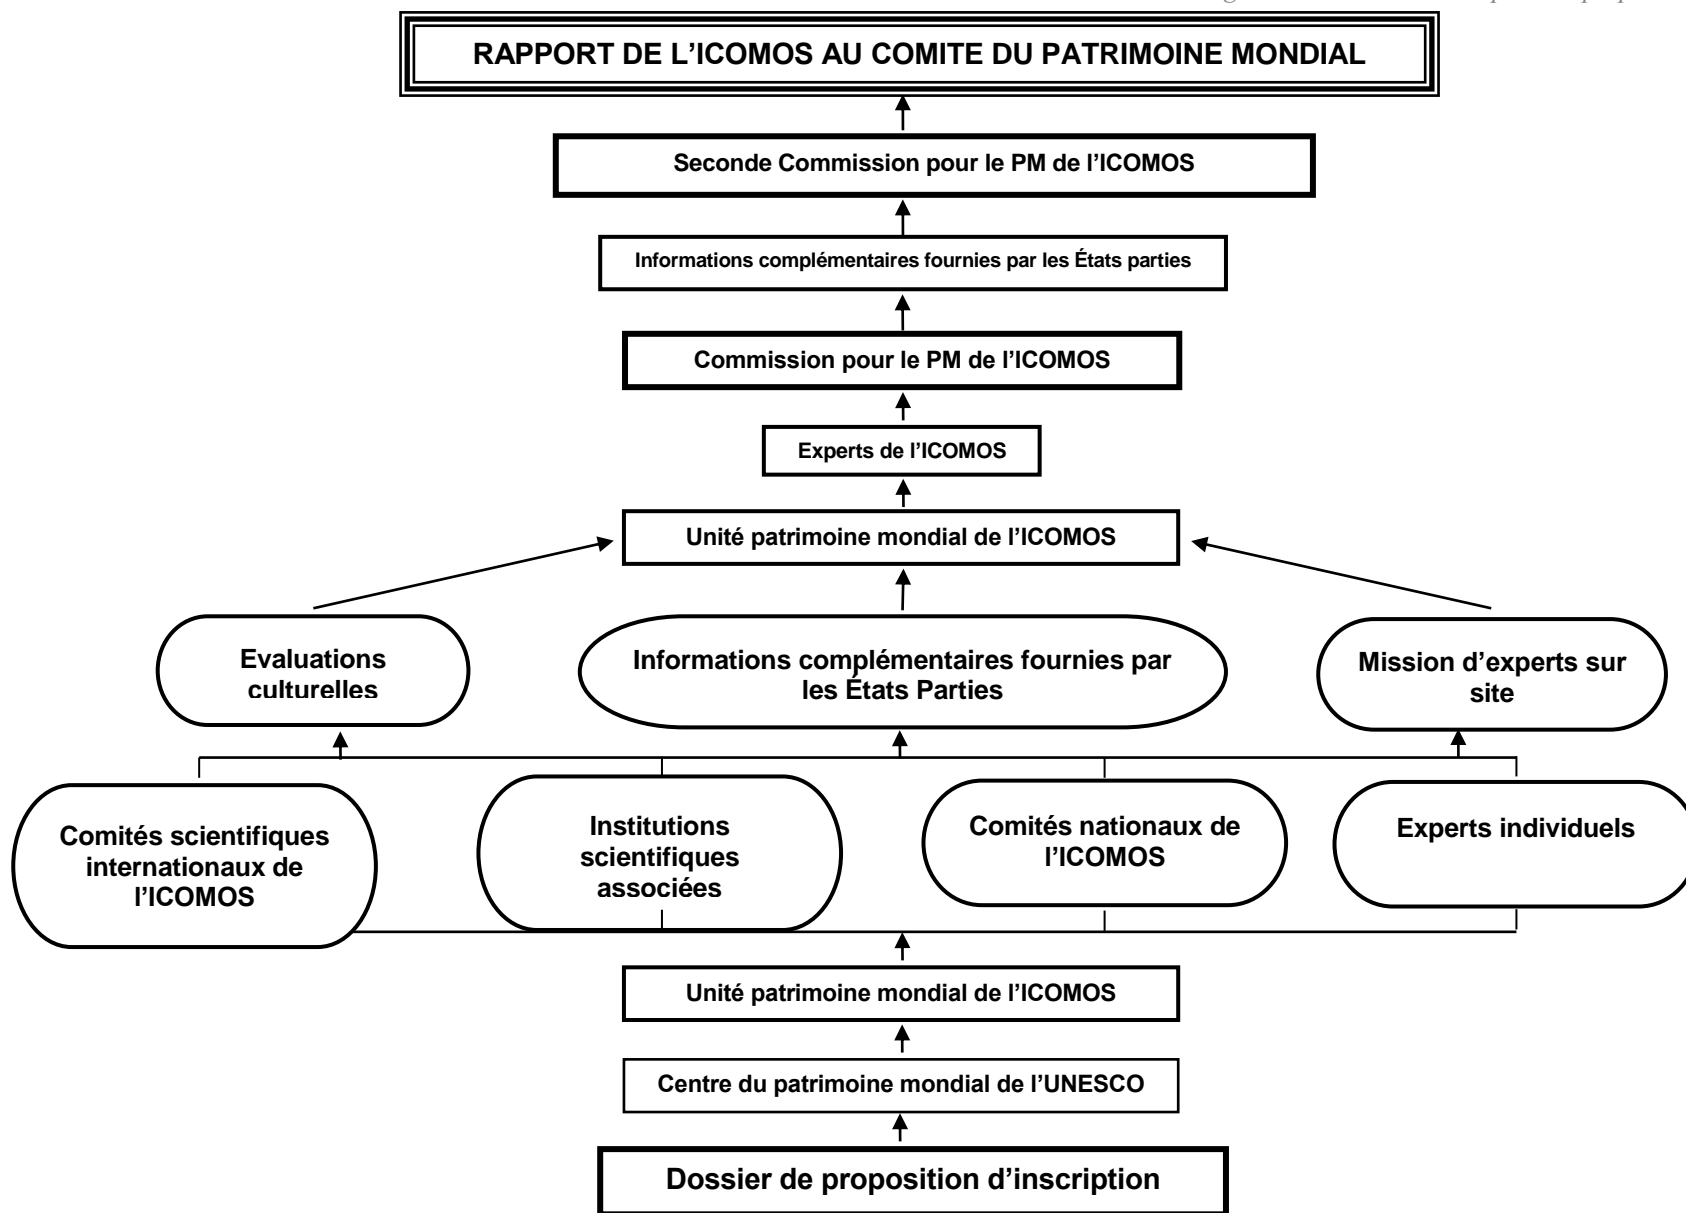 RAPPORT DE L’ICOMOS AU COMITE DU PATRIMOINE MONDIAL
Seconde Commission pour le PM de l’ICOMOS
Informations complémentaires fournies par les États parties
Commission pour le PM de l’ICOMOS
Experts de l’ICOMOS
Unité patrimoine mondial de l’ICOMOS
Evaluations
culturelles
Informations complémentaires fournies par
les États Parties
Mission d’experts sur
site
Comités scientifiques
internationaux de
l’ICOMOS
Institutions
scientifiques
associées
Comités nationaux de
l’ICOMOS
Experts individuels
Unité patrimoine mondial de l’ICOMOS
Centre du patrimoine mondial de l’UNESCO
Dossier de proposition d’inscription